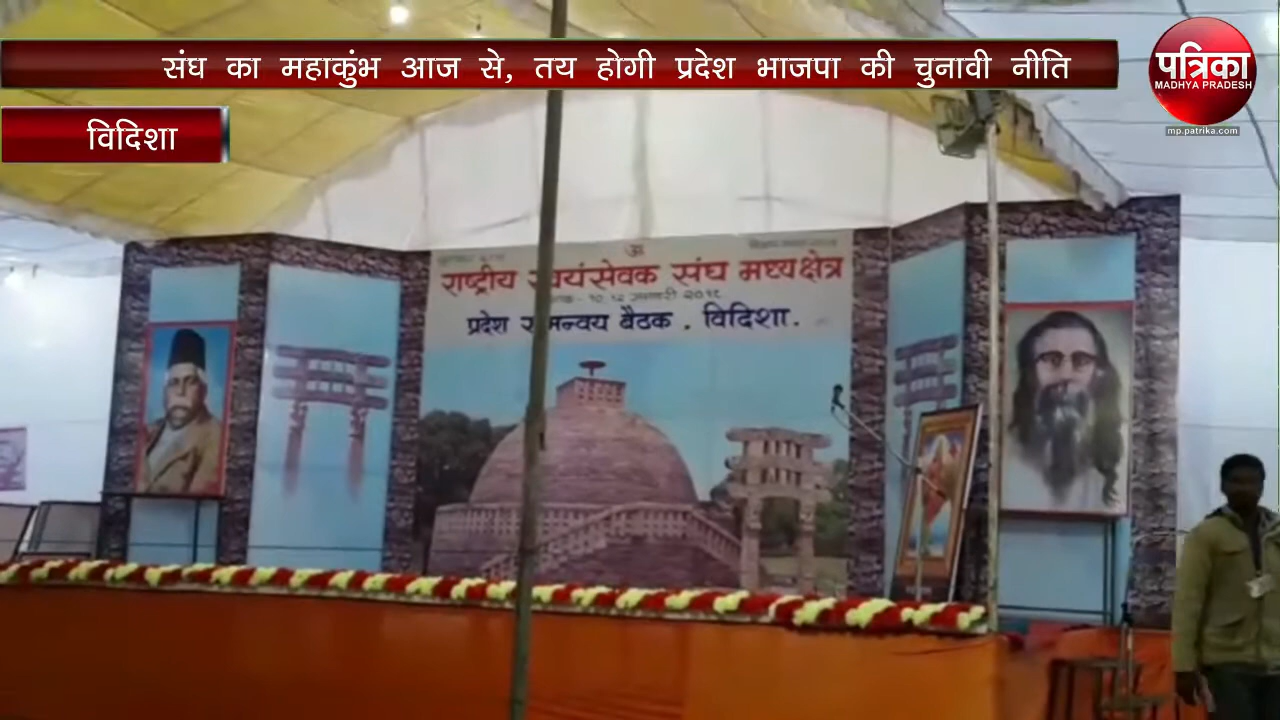 संघ का महाकुंभ आज से, तय होगी प्रदेश भाजपा की चुनावी नीति
पत्रिका
MADHYA PRADESH
mp.patrika.com
विदिशा
राष्ट्रीय स्वयंसेवक संघ मध्यक्षेत्र
प्रदेश समन्वय बैठक . विदिशा.